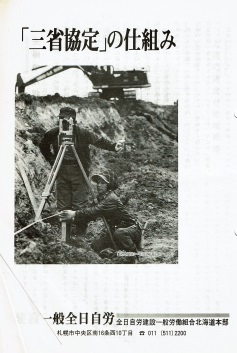 「三省協定」の仕組み
一般全日自労 全日自労建設一般労働組合北海道本部
札幌市中央区南16条西10丁目 ☎ 011 (511) 2200